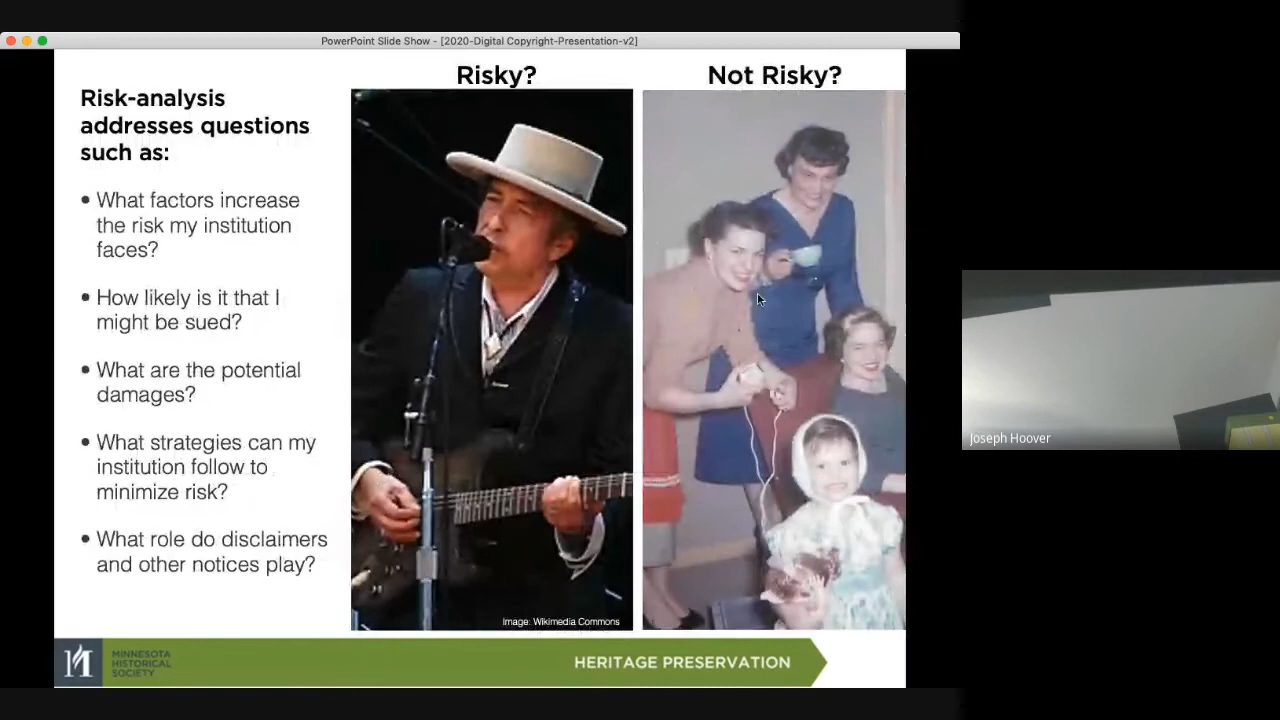 PowerPoint Slide Show - [2020-Digital Copyright-Presentation-v2]
Risk-analysis
addresses questions
such as:
• What factors increase
the risk my institution
faces?
• How likely is it that I
might be sued?
• What are the potential
damages?
• What strategies can my
institution follow to
minimize risk?
• What role do disclaimers
and other notices play?
Risky?
Image: Wikimedia Commons
Not Risky?
MINNESOTA
HISTORICAL
SOCIETY
HERITAGE PRESERVATION
Joseph Hoover